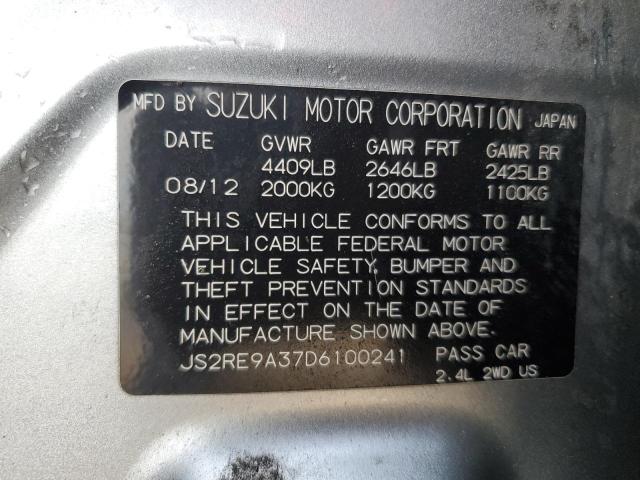 MFD BY SUZUKI MOTOR CORPORATION JAPAN
DATE GVWR GAWR FRT GAWR RR
4409LB 2646LB 2425LB
08/12 2000KG 1200KG 1100KG
THIS VEHICLE CONFORMS TO ALL
APPLICABLE FEDERAL MOTOR
VEHICLE SAFETY, BUMPER AND
THEFT PREVENTION STANDARDS
IN EFFECT ON THE DATE OF
MANUFACTURE SHOWN ABOVE.
JS2RE9A37D6100241 PASS CAR
2.4L 2WD US